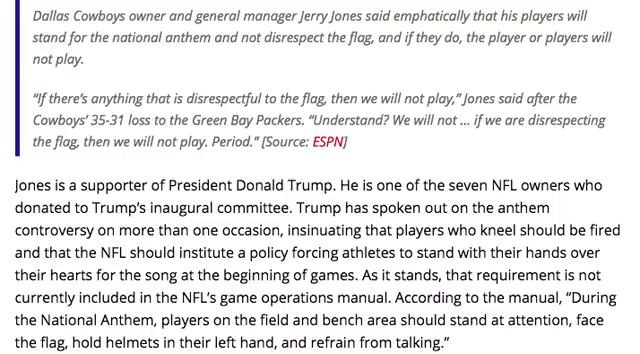 Dallas Cowboys owner and general manager Jerry Jones said emphatically that his players will
stand for the national anthem and not disrespect the flag, and if they do, the player or players will
not play.
“If there’s anything that is disrespectful to the flag, then we will not play,” Jones said after the
Cowboys’ 35-31 loss to the Green Bay Packers. “Understand? We will not … if we are disrespecting
the flag, then we will not play. Period.” [Source: ESPN]
Jones is a supporter of President Donald Trump. He is one of the seven NFL owners who
donated to Trump’s inaugural committee. Trump has spoken out on the anthem
controversy on more than one occasion, insinuating that players who kneel should be fired
and that the NFL should institute a policy forcing athletes to stand with their hands over
their hearts for the song at the beginning of games. As it stands, that requirement is not
currently included in the NFL’s game operations manual. According to the manual, “During
the National Anthem, players on the field and bench area should stand at attention, face
the flag, hold helmets in their left hand, and refrain from talking.”